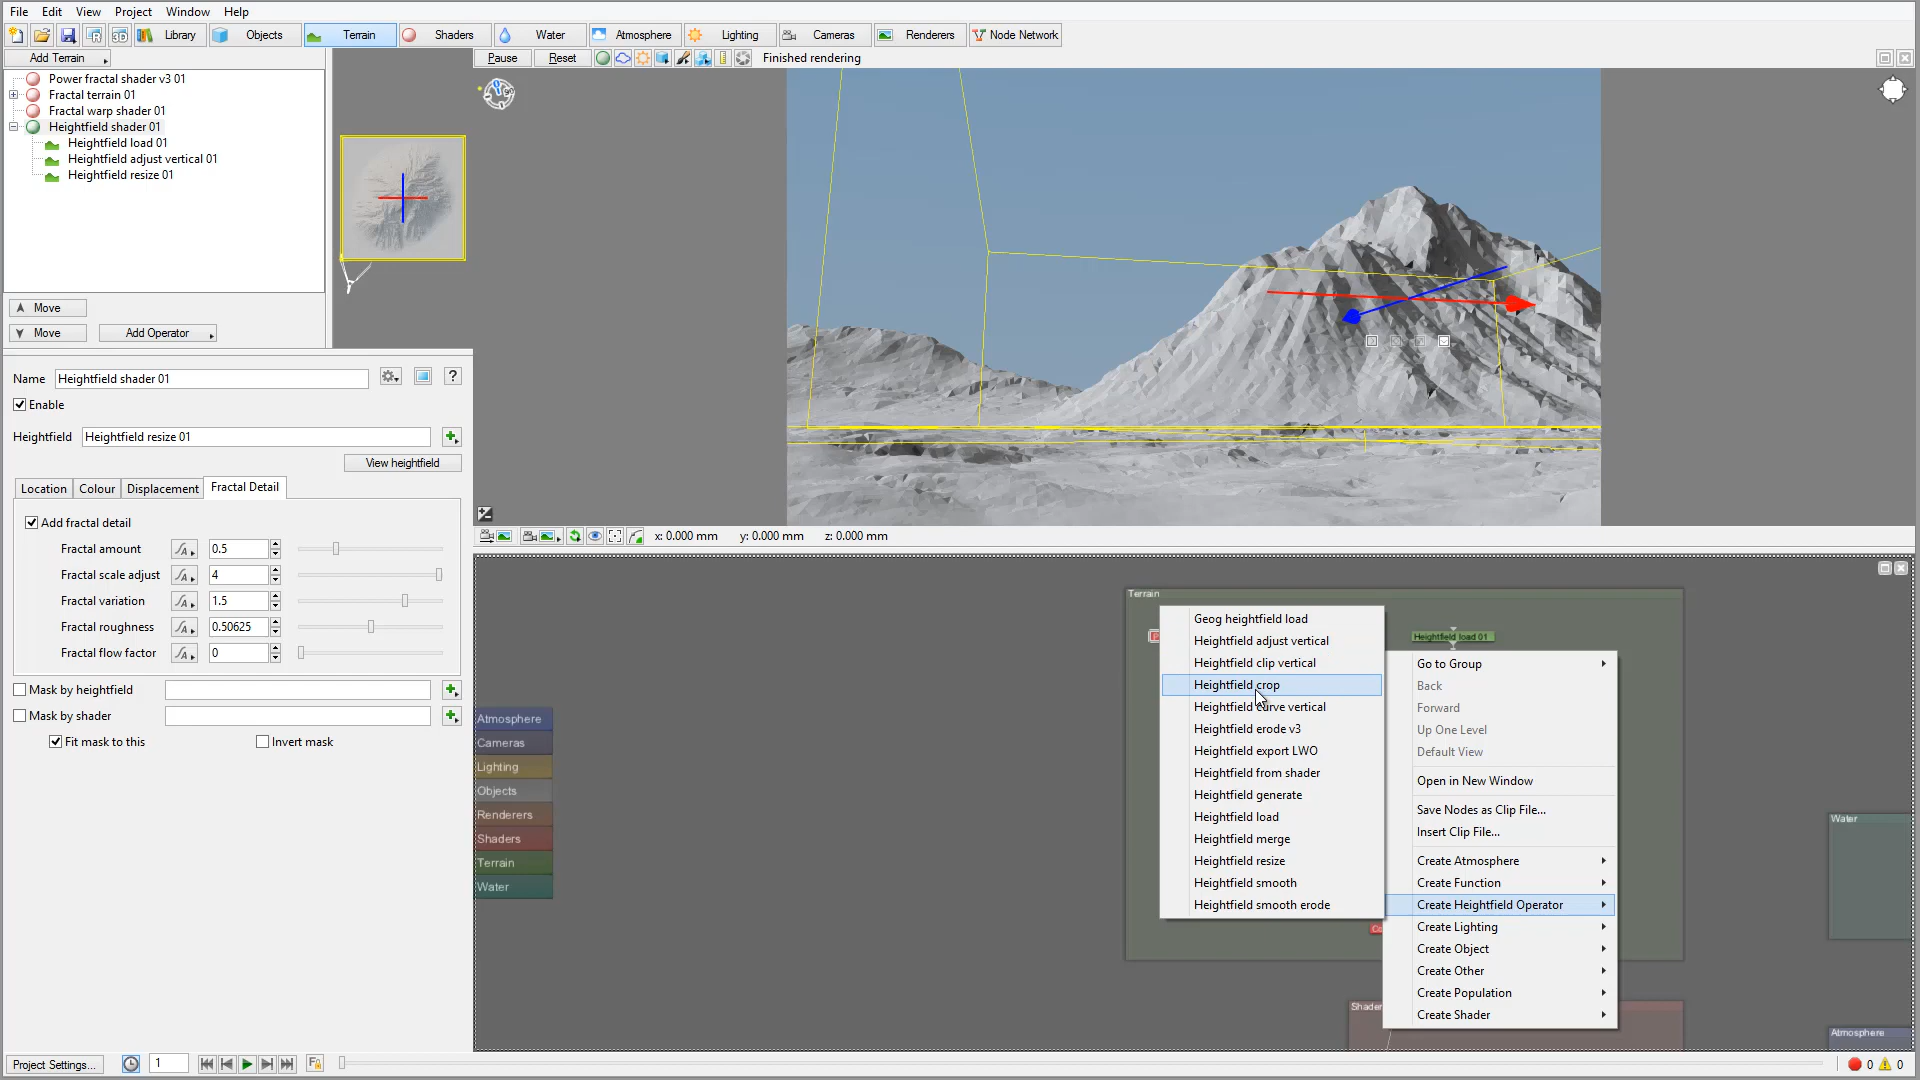 File Edit View Project Window Help
Library Objects Terrain Shaders Water Atmosphere Lighting Cameras Renderers Node Network
Add Terrain
Pause Reset Finished rendering
Power fractal shader v3 01
Fractal terrain 01
Fractal warp shader 01
Heightfield shader 01
Heightfield load 01
Heightfield adjust vertical 01
Heightfield resize 01
Move
Move Add Operator
Name Heightfield shader 01 ?
Enable
Heightfield Heightfield resize 01
View heightfield
Location Colour Displacement Fractal Detail
Add fractal detail
Fractal amount 0.5
Fractal scale adjust 4
Fractal variation 1.5
Fractal roughness 0.50625
Fractal flow factor 0
Mask by heightfield
Mask by shader
Fit mask to this Invert mask
x: 0.000 mm y: 0.000 mm z: 0.000 mm
Atmosphere
Cameras
Lighting
Objects
Renderers
Shaders
Terrain
Water
Terrain
Heightfield load 01
Geog heightfield load
Heightfield adjust vertical
Heightfield clip vertical
Heightfield crop
Heightfield curve vertical
Heightfield erode v3
Heightfield export LWO
Heightfield from shader
Heightfield generate
Heightfield load
Heightfield merge
Heightfield resize
Heightfield smooth
Heightfield smooth erode
Go to Group
Back
Forward
Up One Level
Default View
Open in New Window
Save Nodes as Clip File...
Insert Clip File...
Create Atmosphere
Create Function
Create Heightfield Operator
Create Lighting
Create Object
Create Other
Create Population
Create Shader
Water
Shader
Atmosphere
Project Settings... 1 0 0